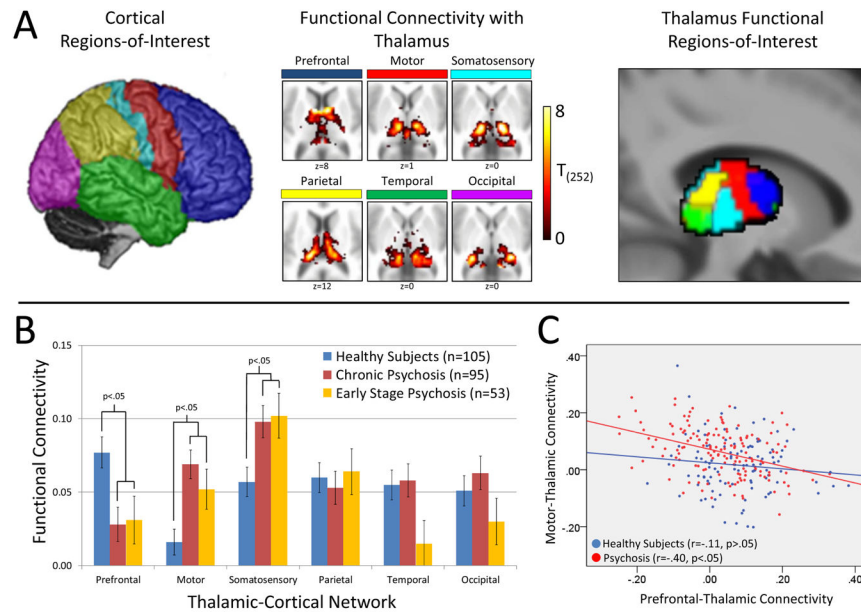 A
Cortical
Regions-of-Interest
Functional Connectivity with
Thalamus
Thalamus Functional
Regions-of-Interest
Prefrontal
Motor
Somatosensory
z=8
z=1
z=0
Parietal
Temporal
Occipital
z=12
z=0
z=0
8
T(252)
0
B
Functional Connectivity
0.15
0.10
0.05
0.00
p<.05
p<.05
p<.05
Healthy Subjects (n=105)
Chronic Psychosis (n=95)
Early Stage Psychosis (n=53)
Prefrontal
Motor
Somatosensory
Parietal
Temporal
Occipital
Thalamic-Cortical Network
C
Motor-Thalamic Connectivity
.40
.20
.00
-.20
Healthy Subjects (r=-.11, p>.05)
Psychosis (r=-.40, p<.05)
-.20
.00
.20
.40
Prefrontal-Thalamic Connectivity